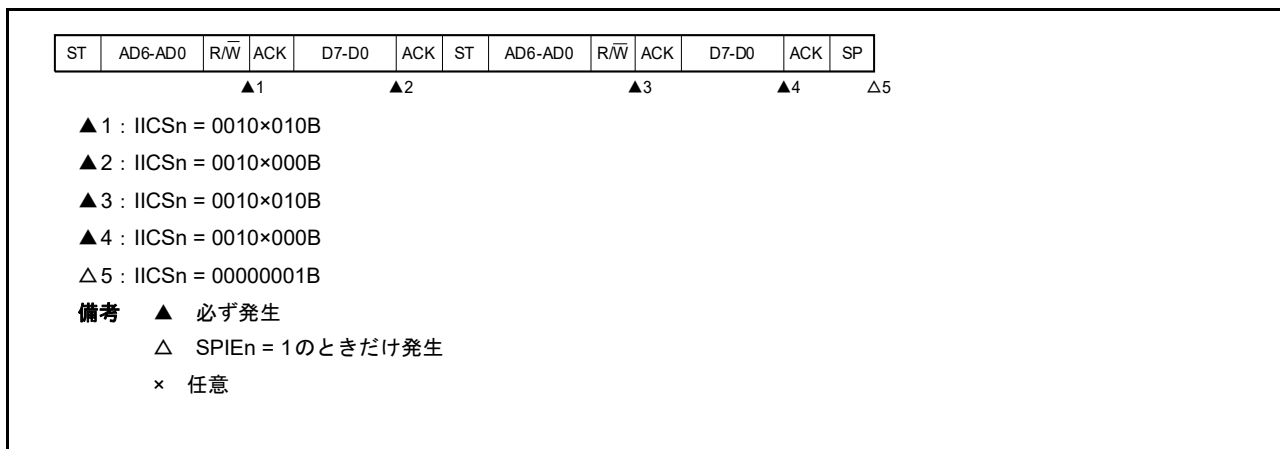 ST AD6-AD0 R/W̅ ACK D7-D0 ACK ST AD6-AD0 R/W̅ ACK D7-D0 ACK SP
▲1 ▲2 ▲3 ▲4 △5
▲1：IICSn = 0010×010B
▲2：IICSn = 0010×000B
▲3：IICSn = 0010×010B
▲4：IICSn = 0010×000B
△5：IICSn = 00000001B
備考 ▲ 必ず発生
△ SPIEn = 1のときだけ発生
× 任意